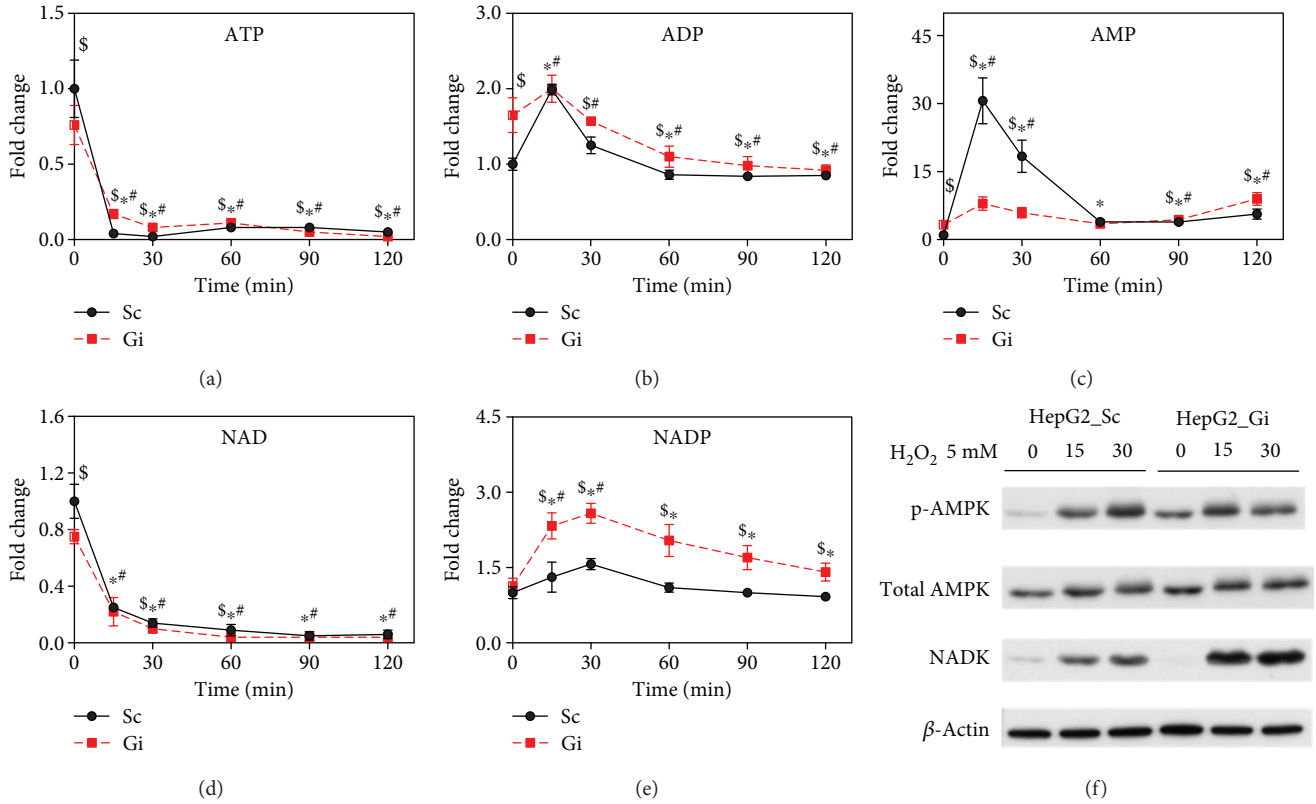 ATP
Fold change
1.5
1.0
0.5
0.0
$
$*#
$*#
$*#
$*#
$*#
0 30 60 90 120
Time (min)
Sc
Gi
(a)
ADP
Fold change
3.0
2.0
1.0
0.0
$
*#
$#
$*#
$*#
$*#
0 30 60 90 120
Time (min)
Sc
Gi
(b)
AMP
Fold change
45
30
15
0
$
$*#
$*#
*
$*#
$*#
0 30 60 90 120
Time (min)
Sc
Gi
(c)
NAD
Fold change
1.6
1.2
0.8
0.4
0.0
$
*#
$*#
$*#
*#
*#
0 30 60 90 120
Time (min)
Sc
Gi
(d)
NADP
Fold change
4.5
3.0
1.5
0.0
$*#
$*#
$*
$*
$*
0 30 60 90 120
Time (min)
Sc
Gi
(e)
HepG2_Sc HepG2_Gi
H₂O₂ 5 mM 0 15 30 0 15 30
p-AMPK
Total AMPK
NADK
β-Actin
(f)